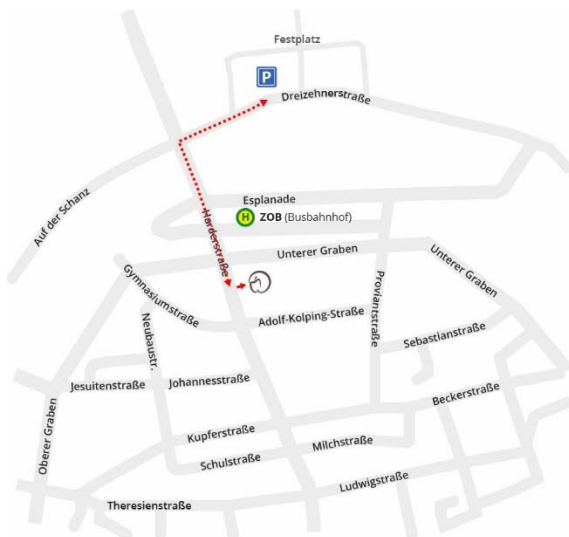 Festplatz
P
Dreizehnerstraße
Auf der Schanz
Esplanade
H ZOB (Busbahnhof)
Harderstraße
Unterer Graben
Unterer Graben
Gymnasiumstraße
Proviantstraße
Adolf-Kolping-Straße
Neubaustr.
Sebastianstraße
Jesuitenstraße
Johannesstraße
Beckerstraße
Oberer Graben
Kupferstraße
Milchstraße
Schulstraße
Ludwigstraße
Theresienstraße